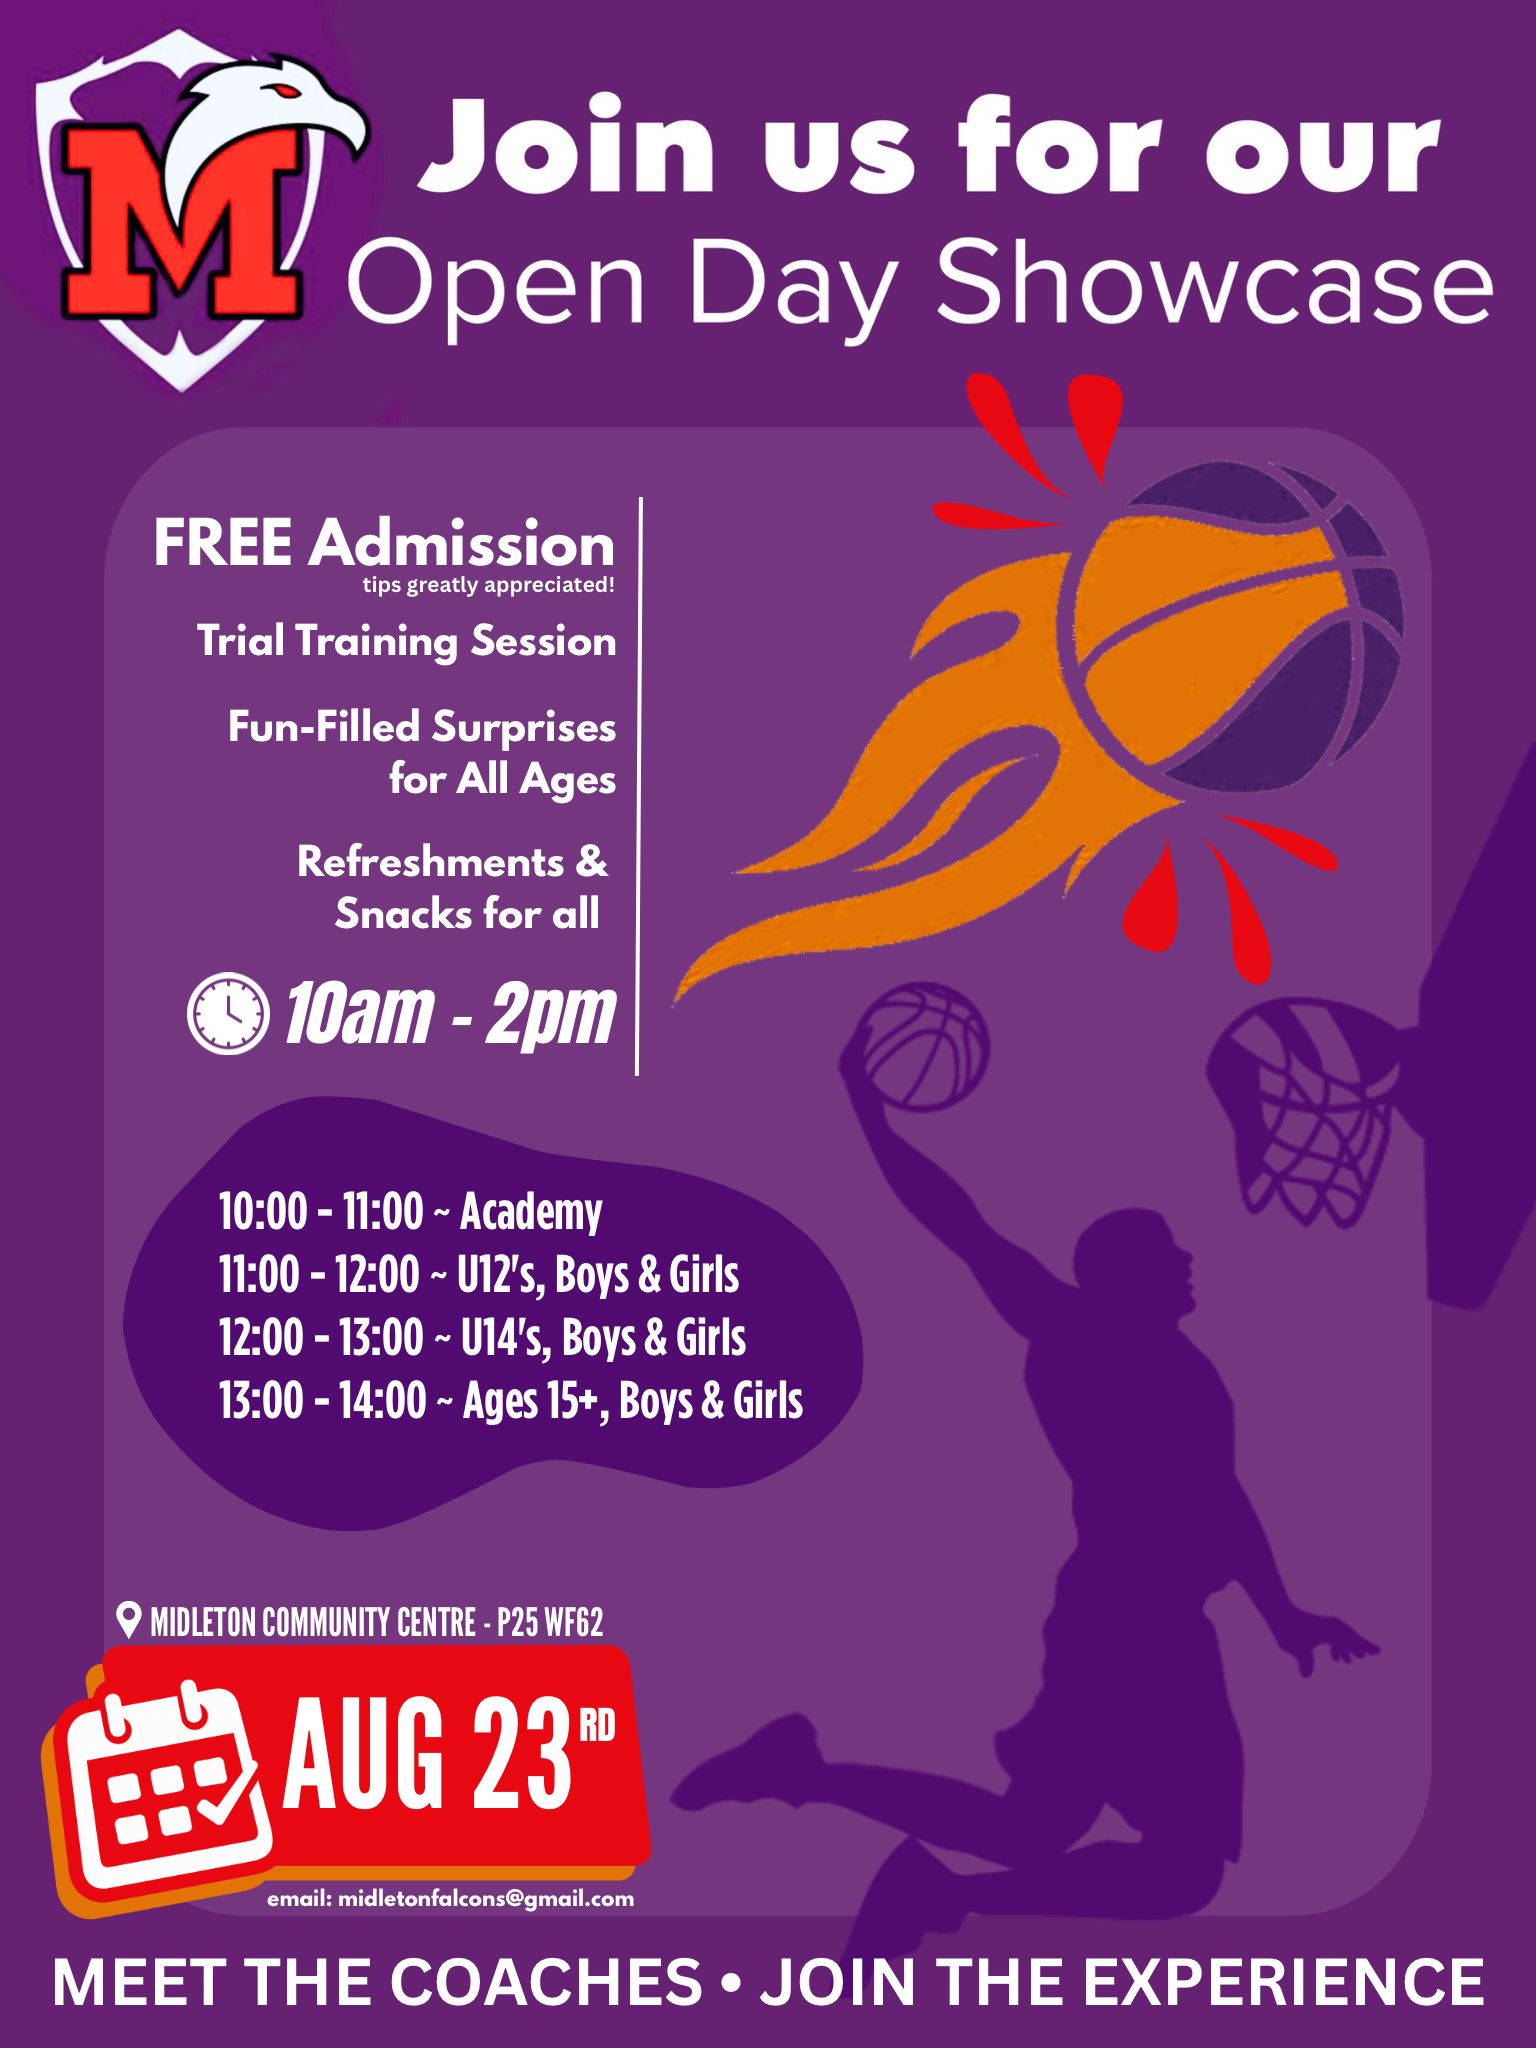 M
Join us for our
Open Day Showcase
FREE Admission
tips greatly appreciated!
Trial Training Session
Fun-Filled Surprises
for All Ages
Refreshments &
Snacks for all
10am - 2pm
10:00 - 11:00 ~ Academy
11:00 - 12:00 ~ U12's, Boys & Girls
12:00 - 13:00 ~ U14's, Boys & Girls
13:00 - 14:00 ~ Ages 15+, Boys & Girls
MIDLETON COMMUNITY CENTRE - P25 WF62
AUG 23RD
email: midletonfalcons@gmail.com
MEET THE COACHES • JOIN THE EXPERIENCE